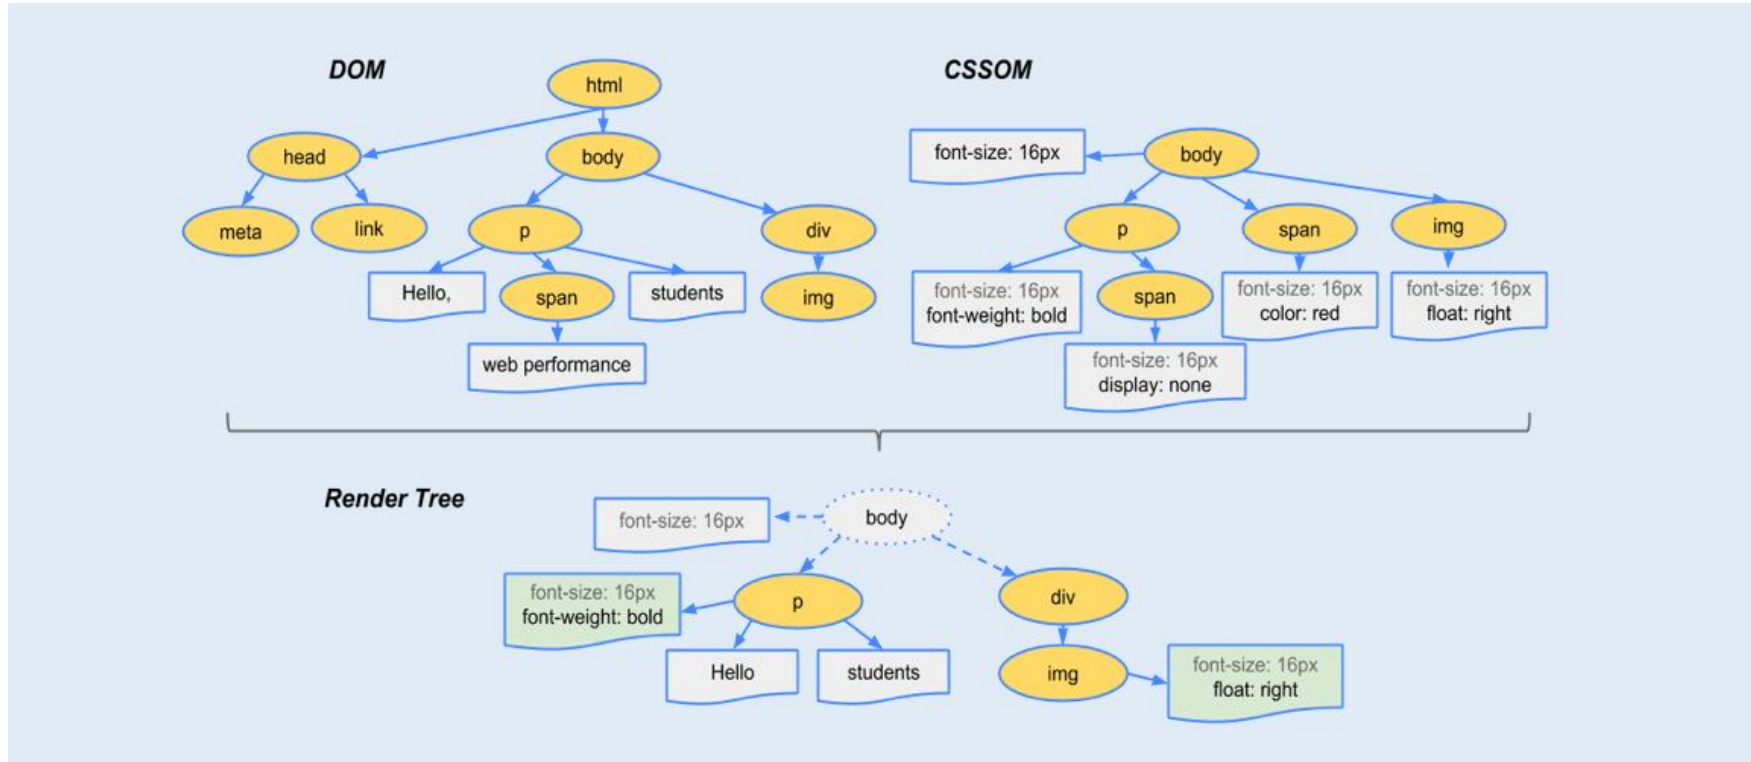 DOM
html
head
body
meta
link
p
div
Hello,
span
students
img
web performance
CSSOM
font-size: 16px
body
p
span
img
font-size: 16px
font-weight: bold
span
font-size: 16px
color: red
font-size: 16px
float: right
font-size: 16px
display: none
Render Tree
font-size: 16px
body
font-size: 16px
font-weight: bold
p
div
Hello
students
img
font-size: 16px
float: right